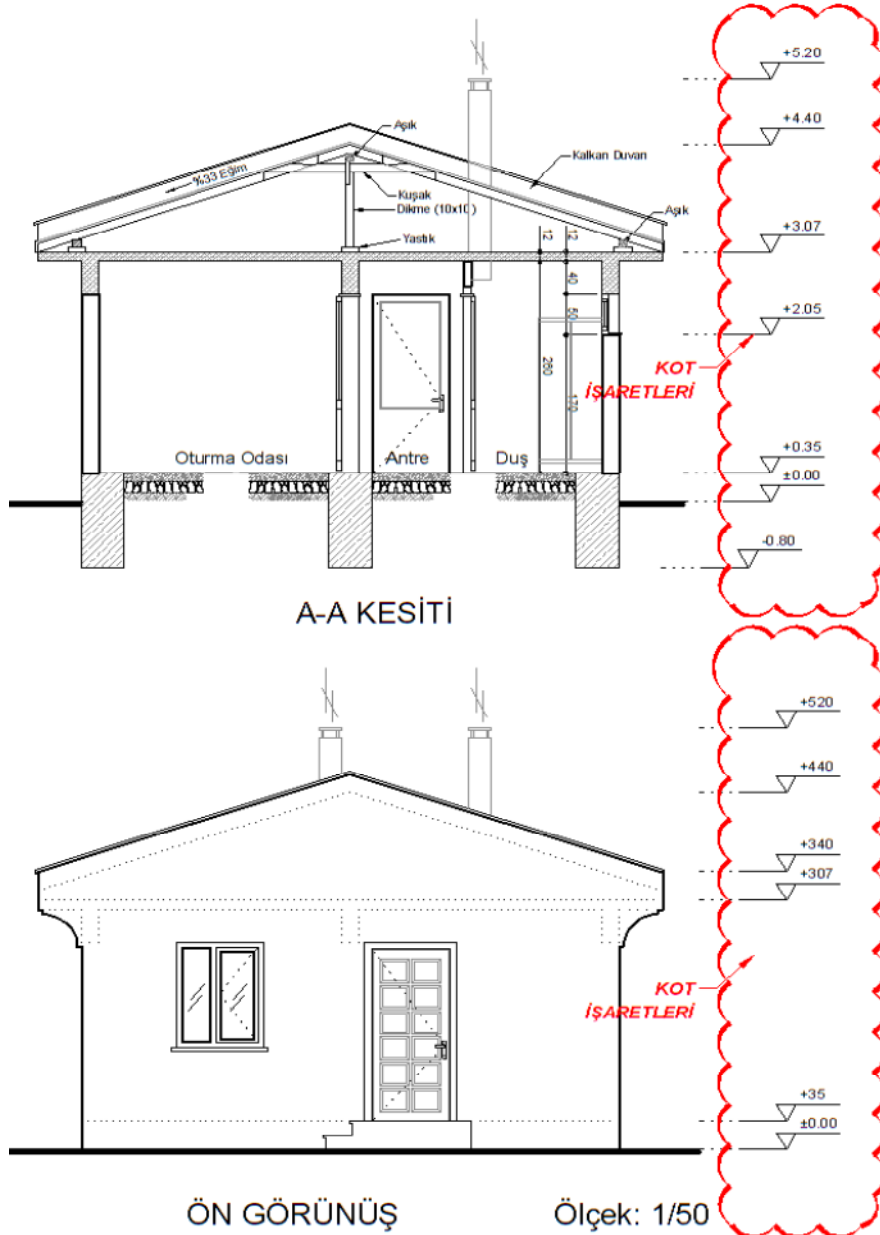 +5.20
+4.40
Aşık
Kalkan Duvarı
%33 Eğim
Kuşak
Dikme (10x10)
Aşık
Yastık
+3.07
12
12
40
+2.05
50
KOT
İŞARETLERİ
260
170
Oturma Odası
Antre
Duş
+0.35
±0.00
-0.80
A-A KESİTİ
+520
+440
+340
+307
KOT
İŞARETLERİ
+35
±0.00
ÖN GÖRÜNÜŞ
Ölçek: 1/50